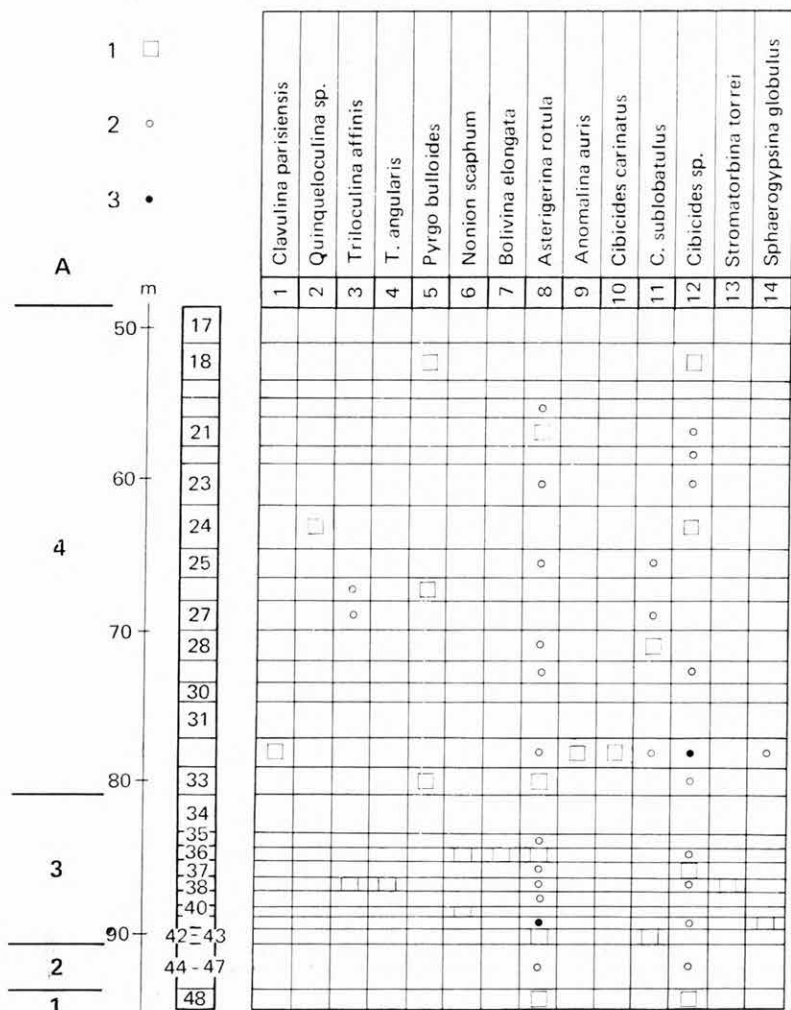 1
2
3
A
m
Clavulina parisiensis
Quinqueloculina sp.
Triloculina affinis
T. angularis
Pyrgo bulloides
Nonion scaphum
Bolivina elongata
Asterigerina rotula
Anomalina auris
Cibicides carinatus
C. sublobatulus
Cibicides sp.
Stromatorbina torrei
Sphaerogypsina globulus
1 2 3 4 5 6 7 8 9 10 11 12 13 14
50
60
70
80
90
4
3
2
1
17
18
21
23
24
25
27
28
30
31
33
34
35
36
37
38
40
42-43
44 - 47
48